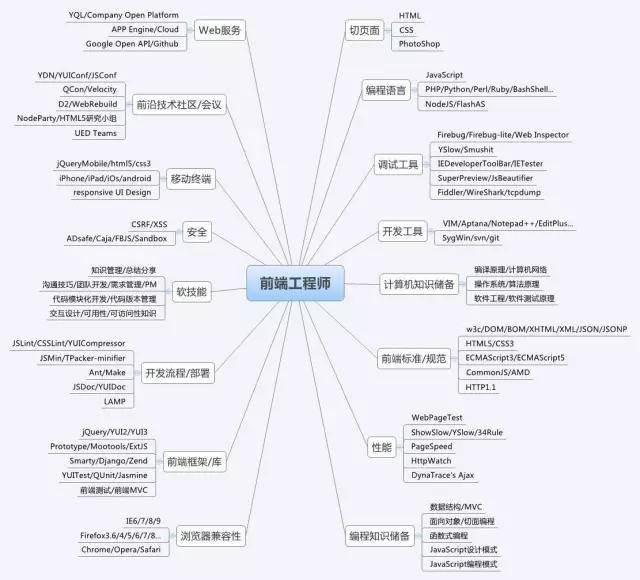 前端工程师
Web服务
YQL/Company Open Platform
APP Engine/Cloud
Google Open API/Github
前沿技术社区/会议
YDN/YUIConf/JSConf
QCon/Velocity
D2/WebRebuild
NodeParty/HTML5研究小组
UED Teams
移动终端
jQueryMobile/html5/css3
iPhone/iPad/iOs/android
responsive UI Design
安全
CSRF/XSS
ADsafe/Caja/FBJS/Sandbox
软技能
知识管理/总结分享
沟通技巧/团队开发/需求管理/PM
代码模块化开发/代码版本管理
交互设计/可用性/可访问性知识
开发流程/部署
JSLint/CSSLint/YUICompressor
JSMin/TPacker-minifier
Ant/Make
JSDoc/YUIDoc
LAMP
前端框架/库
jQuery/YUI2/YUI3
Prototype/Mootools/ExtJS
Smarty/Django/Zend
YUITest/QUnit/Jasmine
前端测试/前端MVC
浏览器兼容性
IE6/7/8/9
Firefox3.6/4/5/6/7/8...
Chrome/Opera/Safari
切页面
HTML
CSS
PhotoShop
编程语言
JavaScript
PHP/Python/Perl/Ruby/BashShell...
NodeJS/FlashAS
调试工具
Firebug/Firebug-lite/Web Inspector
YSlow/Smushit
IEDeveloperToolBar/IETester
SuperPreview/JsBeautifier
Fiddler/WireShark/tcpdump
开发工具
VIM/Aptana/Notepad++/EditPlus...
SygWin/svn/git
计算机知识储备
编译原理/计算机网络
操作系统/算法原理
软件工程/软件测试原理
前端标准/规范
w3c/DOM/BOM/XHTML/XML/JSON/JSONP
HTML5/CSS3
ECMAScript3/ECMAScript5
CommonJS/AMD
HTTP1.1
性能
WebPageTest
ShowSlow/YSlow/34Rule
PageSpeed
HttpWatch
DynaTrace's Ajax
编程知识储备
数据结构/MVC
面向对象/切面编程
函数式编程
JavaScript设计模式
JavaScript编程模式